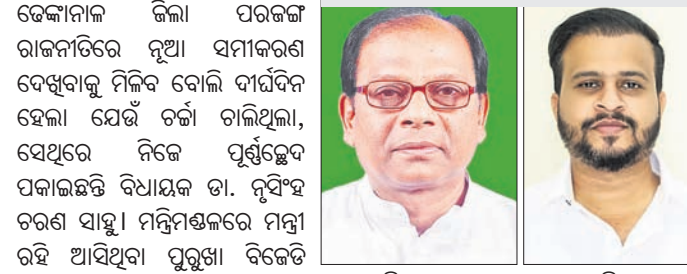 ଢେଙ୍କାନାଳ ଜିଲା ପରଜଙ୍ଗ
ରାଜନୀତିରେ ନୂଆ ସମୀକରଣ
ଦେଖିବାକୁ ମିଳିବ ବୋଲି ଦୀର୍ଘଦିନ
ହେଲା ଯେଉଁ ଚର୍ଚ୍ଚା ଚାଲିଥିଲା,
ସେଥିରେ ନିଜେ ପୂର୍ଣ୍ଣଚ୍ଛେଦ
ପକାଇଛନ୍ତି ବିଧାୟକ ଡା. ନୃସିଂହ
ଚରଣ ସାହୁ। ମନ୍ତ୍ରିମଣ୍ଡଳରେ ମନ୍ତ୍ରୀ
ରହି ଆସିଥିବା ପୁରୁଖା ବିଜେଡି